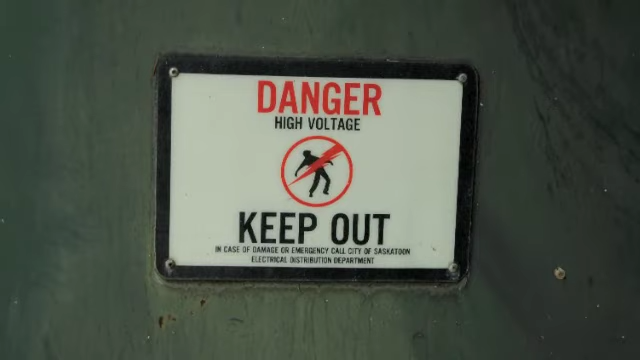 DANGER
HIGH VOLTAGE
KEEP OUT
IN CASE OF DAMAGE OR EMERGENCY CALL CITY OF SASKATOON
ELECTRICAL DISTRIBUTION DEPARTMENT